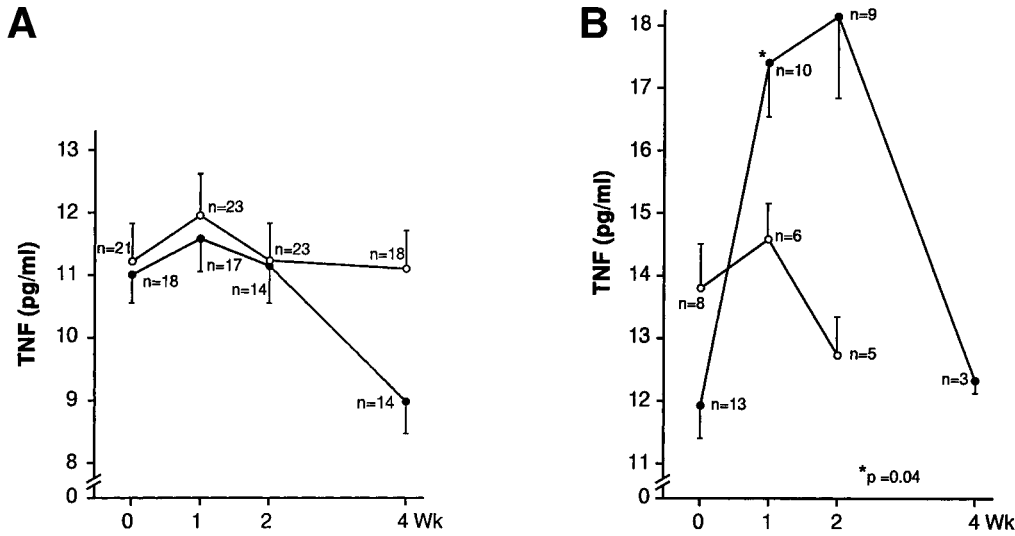 A
TNF (pg/ml)
13
12
11
10
9
8
0
n=21
n=23
n=23
n=18
n=18
n=17
n=14
n=14
0 1 2 4 Wk
B
TNF (pg/ml)
18
17
16
15
14
13
12
11
0
n=9
*
n=10
n=6
n=8
n=5
n=3
n=13
*p =0.04
0 1 2 4 Wk